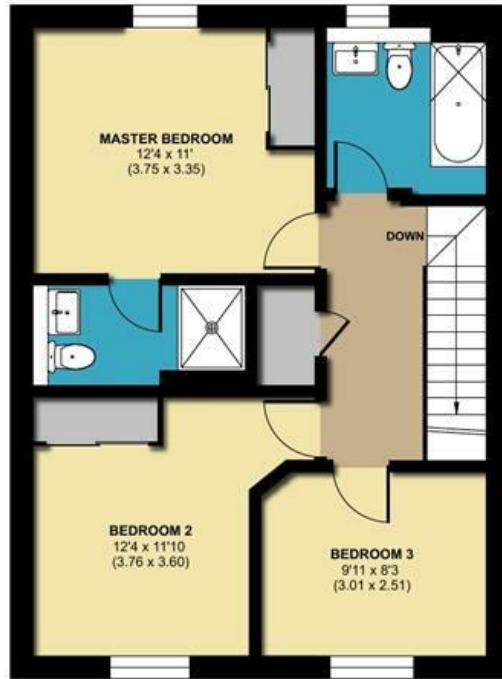 MASTER BEDROOM
12'4 x 11'
(3.75 x 3.35)
DOWN
BEDROOM 2
12'4 x 11'10
(3.76 x 3.60)
BEDROOM 3
9'11 x 8'3
(3.01 x 2.51)